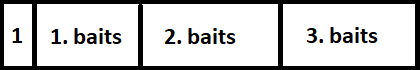 1 1. baits 2. baits 3. baits